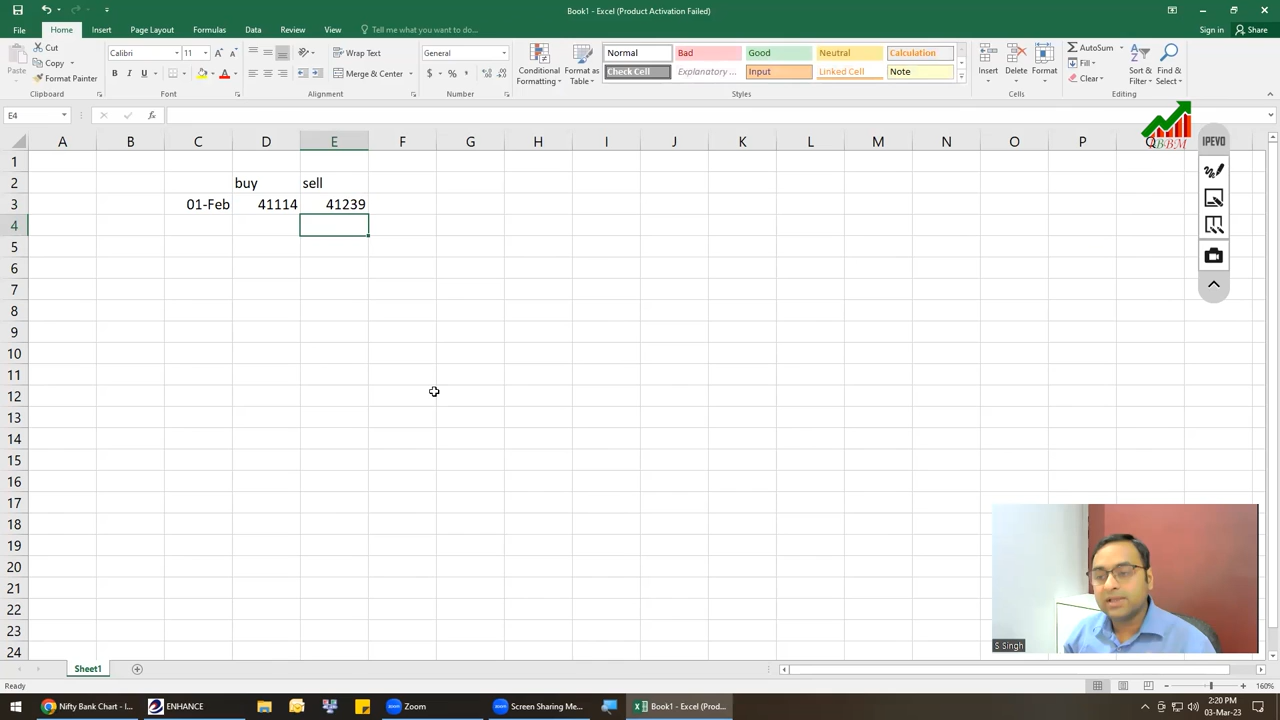 Book1 - Excel (Product Activation Failed)
File Home Insert Page Layout Formulas Data Review View Tell me what you want to do... Sign in Share
Paste Cut Copy Format Painter Clipboard
Calibri 11 B I U A A A Font
Wrap Text Merge & Center Alignment
General $ % , Number
Conditional Formatting Format as Table
Normal Bad Good Neutral Calculation
Check Cell Explanatory ... Input Linked Cell Note
Styles
Insert Delete Format Cells
AutoSum Fill Clear Sort & Filter Find & Select Editing
E4 fx
QB-BM
IPEVO
A B C D E F G H I J K L M N O P Q
1
2 buy sell
3 01-Feb 41114 41239
4
5
6
7
8
9
10
11
12
13
14
15
16
17
18
19
20
21
22
23
24
S Singh
Sheet1
Ready 160%
Nifty Bank Chart - I... ENHANCE Zoom Screen Sharing Me... Book1 - Excel (Prod...
2:20 PM
03-Mar-23